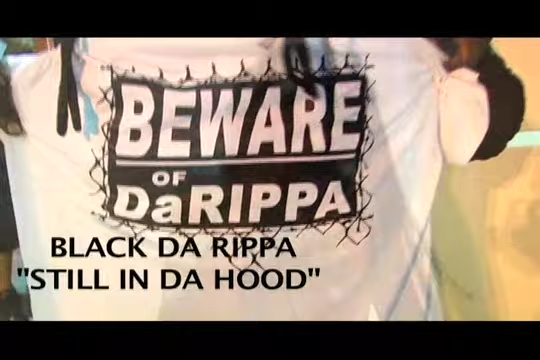 BEWARE
OF
DaRIPPA
BLACK DA RIPPA
"STILL IN DA HOOD"